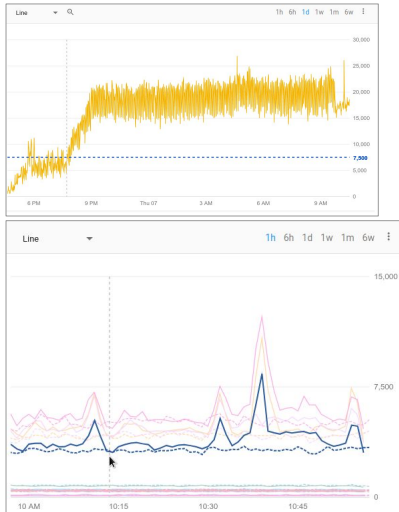 Line 1h 6h 1d 1w 1m 6w
30,000
25,000
20,000
15,000
10,000
7,500
5,000
0
6 PM 9 PM Thu 07 3 AM 6 AM 9 AM
Line 1h 6h 1d 1w 1m 6w
15,000
7,500
0
10 AM 10:15 10:30 10:45